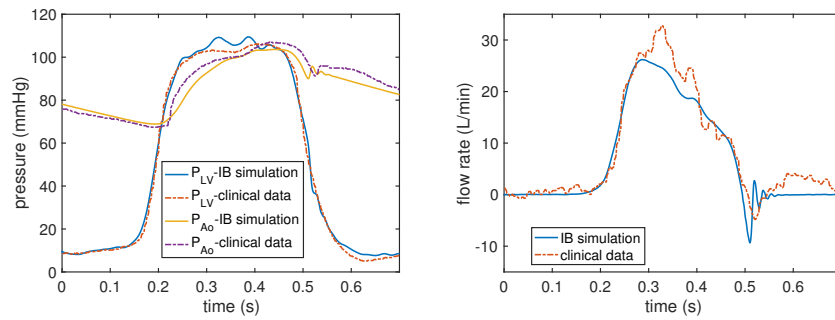 120
100
80
60
40
20
0
pressure (mmHg)
P_LV-IB simulation
P_LV-clinical data
P_Ao-IB simulation
P_Ao-clinical data
0 0.1 0.2 0.3 0.4 0.5 0.6
time (s)
30
20
10
0
-10
flow rate (L/min)
IB simulation
clinical data
0 0.1 0.2 0.3 0.4 0.5 0.6
time (s)